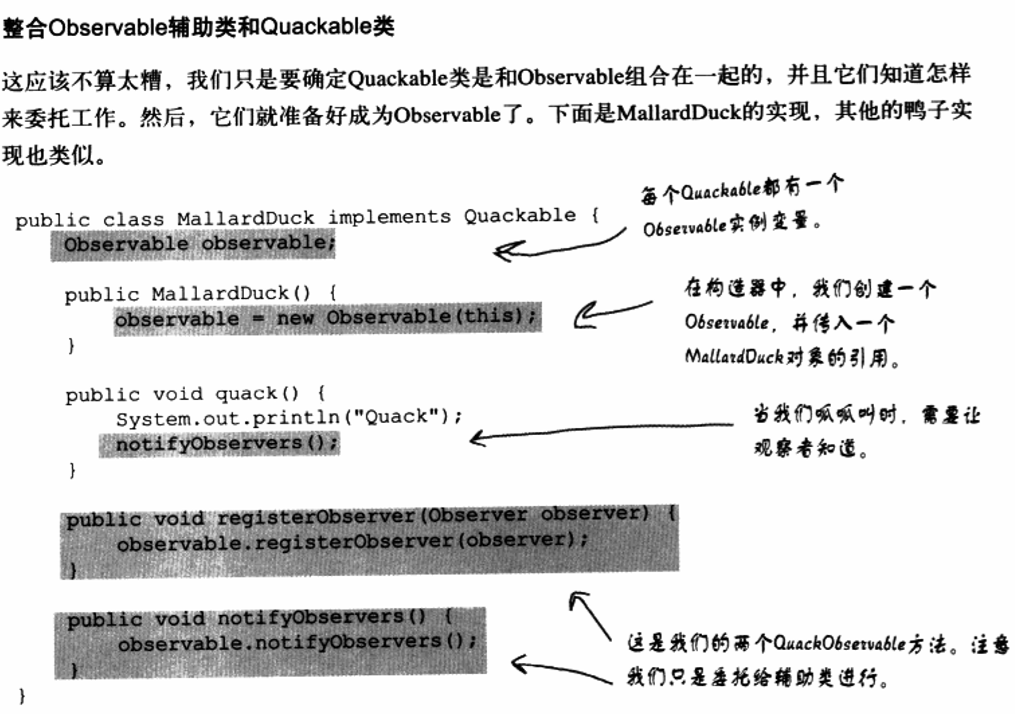 整合Observable辅助类和Quackable类
这应该不算太糟，我们只是要确定Quackable类是和Observable组合在一起的，并且它们知道怎样
来委托工作。然后，它们就准备好成为Observable了。下面是MallardDuck的实现，其他的鸭子实
现也类似。
public class MallardDuck implements Quackable {
Observable observable;
每个Quackable都有一个
Observable实例变量。
public MallardDuck() {
observable = new Observable(this);
}
在构造器中，我们创建一个
Observable，并传入一个
MallardDuck对象的引用。
public void quack() {
System.out.println("Quack");
notifyObservers();
}
当我们呱呱叫时，需要让
观察者知道。
public void registerObserver(Observer observer) {
observable.registerObserver(observer);
}
public void notifyObservers() {
observable.notifyObservers();
}
}
这是我们的两个QuackObservable方法。注意
我们只是委托给辅助类进行。